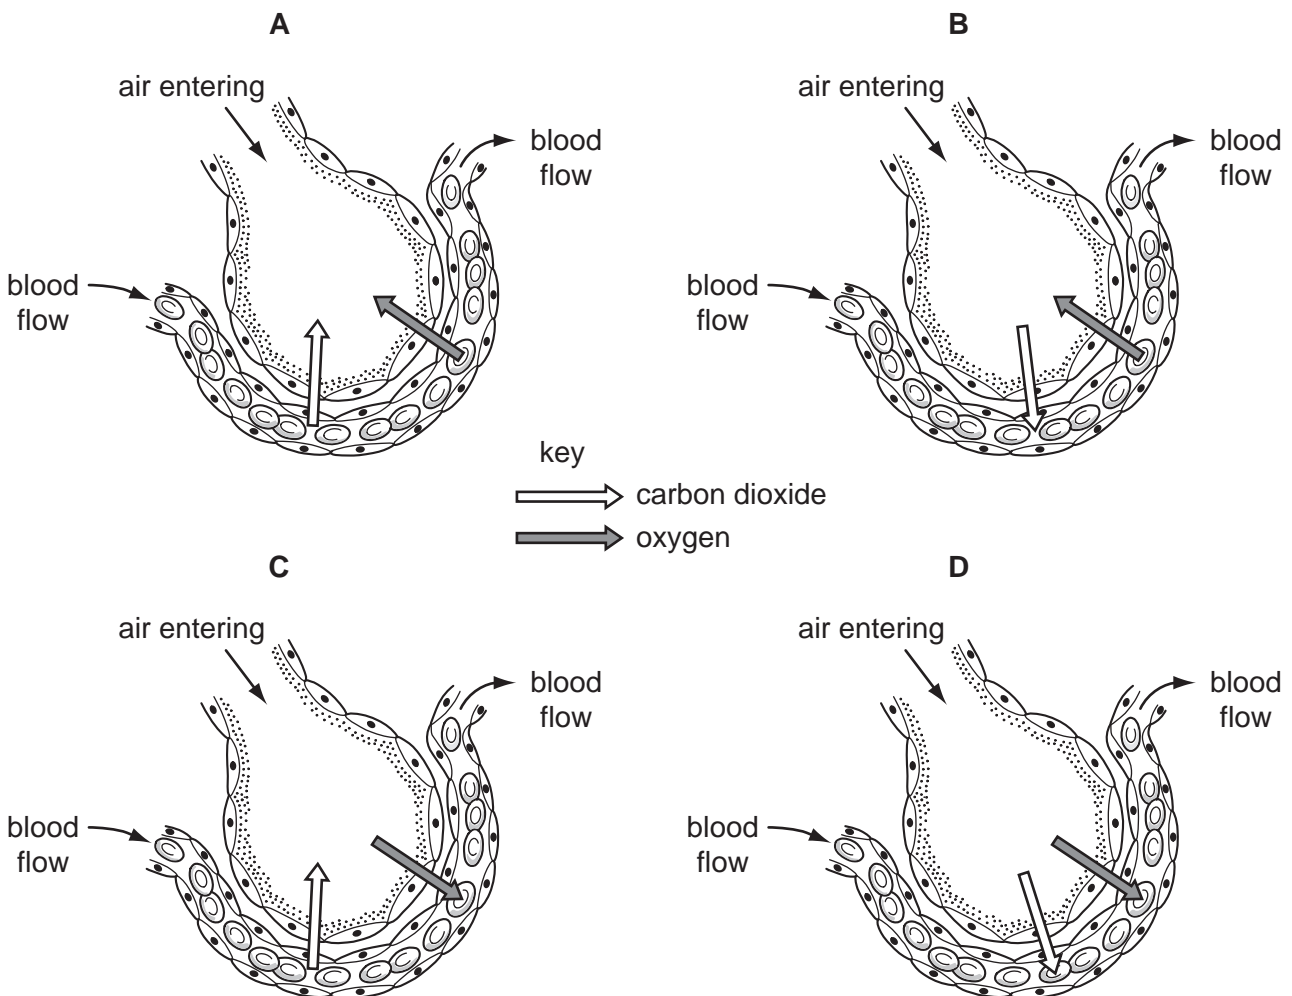 A
air entering
blood
flow
blood
flow
B
air entering
blood
flow
blood
flow
key
carbon dioxide
oxygen
C
air entering
blood
flow
blood
flow
D
air entering
blood
flow
blood
flow